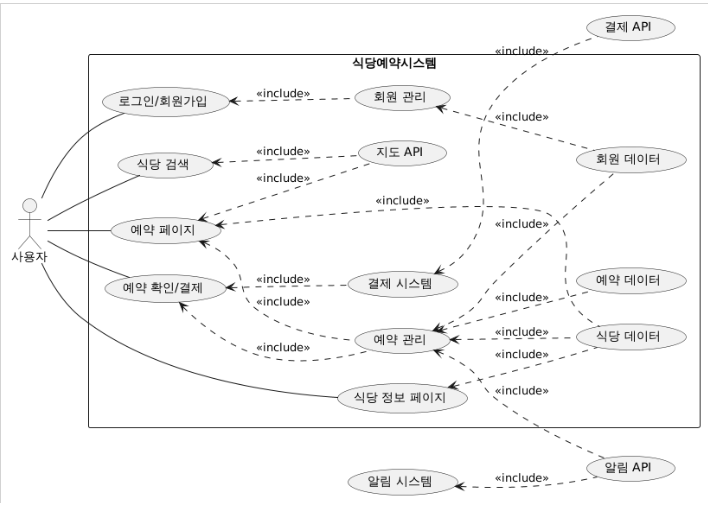 결제 API
«include»
식당예약시스템
로그인/회원가입
«include»
회원 관리
«include»
회원 데이터
식당 검색
«include»
지도 API
«include»
«include»
사용자
예약 페이지
«include»
예약 확인/결제
«include»
결제 시스템
예약 데이터
«include»
«include»
예약 관리
«include»
식당 데이터
«include»
«include»
식당 정보 페이지
«include»
알림 API
알림 시스템
«include»